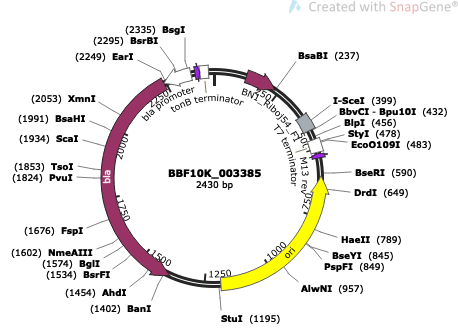 Created with SnapGene®
(2335) BsgI
(2295) BsrBI
(2249) EarI
BsaBI (237)
(2053) XmnI
(1991) BsaHI
(1934) ScaI
(1853) TsoI
(1824) PvuI
(1676) FspI
(1602) NmeAIII
(1574) BglI
(1534) BsrFI
(1454) AhdI
(1402) BanI
I-SceI (399)
BbvCI - Bpu10I (432)
BlpI (456)
StyI (478)
EcoO109I (483)
BseRI (590)
DrdI (649)
HaeII (789)
BseYI (845)
PspFI (849)
AlwNI (957)
StuI (1195)
bla promoter
tonB terminator
T7 terminator
M13 rev
bla
ori
BBF10K_003385
2430 bp
250
1000
1250
1500
1750
2000
2250